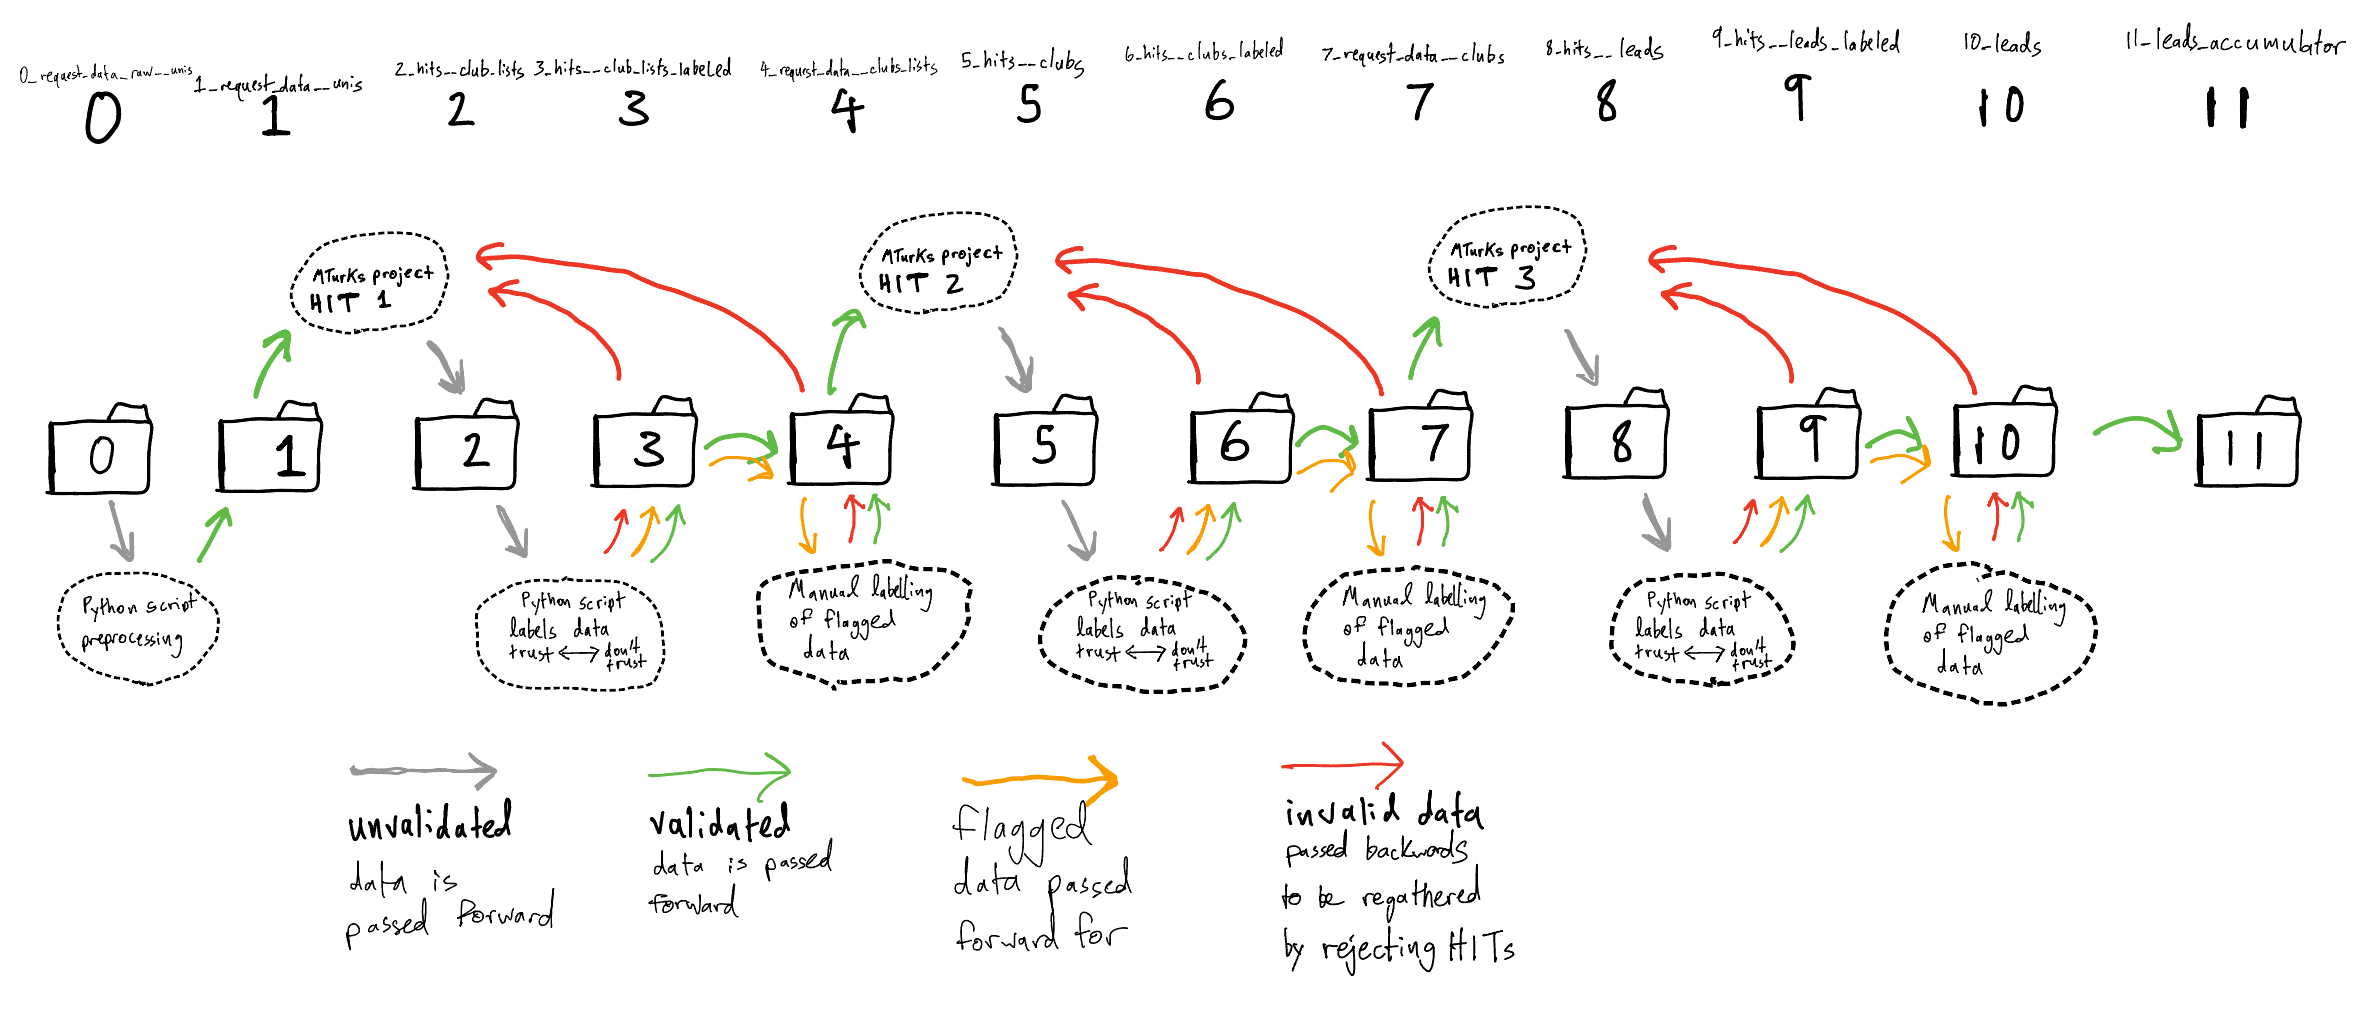 0_request_data_raw__unis
1_request_data__unis
2_hits__club_lists
3_hits__club_lists_labeled
4_request_data__clubs_lists
5_hits__clubs
6_hits__clubs_labeled
7_request_data__clubs
8_hits__leads
9_hits__leads_labeled
10_leads
11_leads_accumulator
0
1
2
3
4
5
6
7
8
9
10
11
MTurks project
HIT 1
MTurks project
HIT 2
MTurks project
HIT 3
0
1
2
3
4
5
6
7
8
9
10
11
Python script
preprocessing
Python script
labels data
trust ↔ don't
trust
Manual labelling
of flagged
data
Python script
labels data
trust ↔ don't
trust
Manual labelling
of flagged
data
Python script
labels data
trust ↔ don't
trust
Manual labelling
of flagged
data
unvalidated
data is
passed forward
validated
data is passed
forward
flagged
data passed
forward for
invalid data
passed backwards
to be regathered
by rejecting HITs